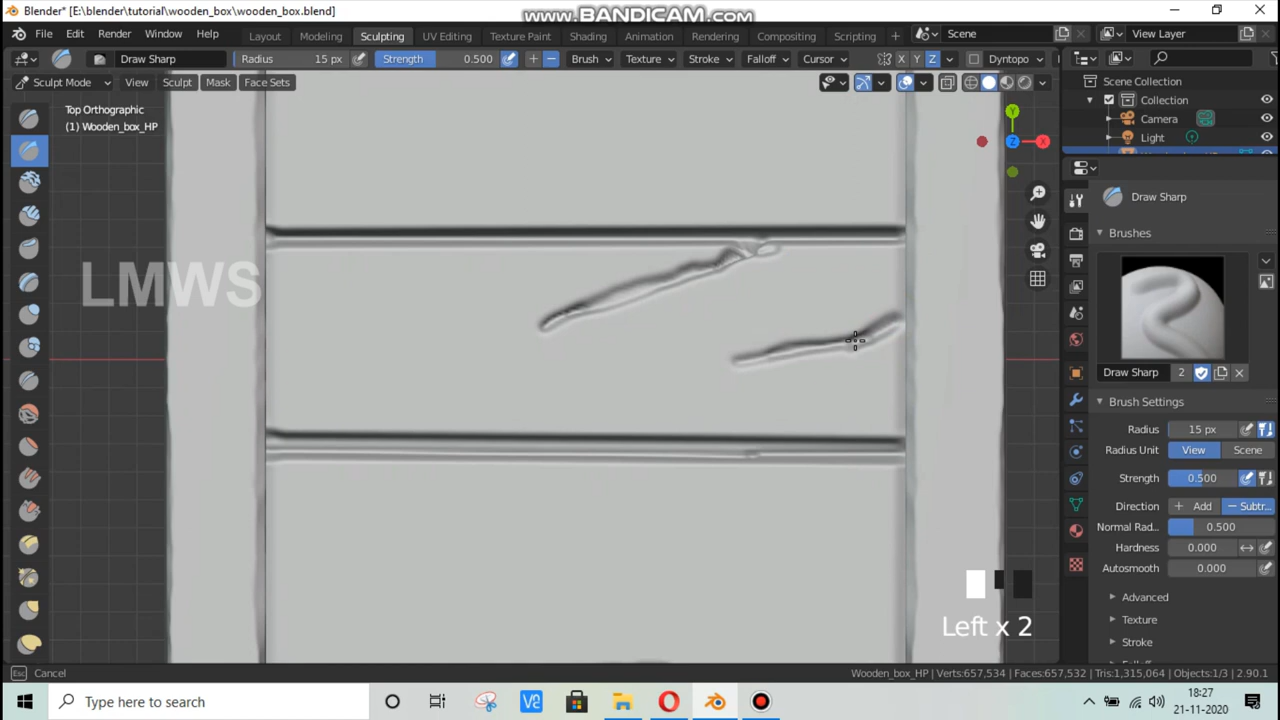 Blender* [E:\blender\tutorial\wooden_box\wooden_box.blend]
www.BANDICAM.com
File Edit Render Window Help
Layout Modeling Sculpting UV Editing Texture Paint Shading Animation Rendering Compositing Scripting +
Scene
View Layer
Draw Sharp
Radius 15 px
Strength 0.500
+ −
Brush
Texture
Stroke
Falloff
Cursor
X Y Z
Dyntopo
Sculpt Mode
View Sculpt Mask Face Sets
Top Orthographic
(1) Wooden_box_HP
Y
Z
X
LMWS
Left x 2
Scene Collection
Collection
Camera
Light
Draw Sharp
Brushes
Draw Sharp 2
Brush Settings
Radius 15 px
Radius Unit View Scene
Strength 0.500
Direction + Add − Subtr...
Normal Rad... 0.500
Hardness 0.000
Autosmooth 0.000
Advanced
Texture
Stroke
Esc Cancel
Wooden_box_HP | Verts:657,534 | Faces:657,532 | Tris:1,315,064 | Objects:1/3 | 2.90.1
Type here to search
18:27
21-11-2020